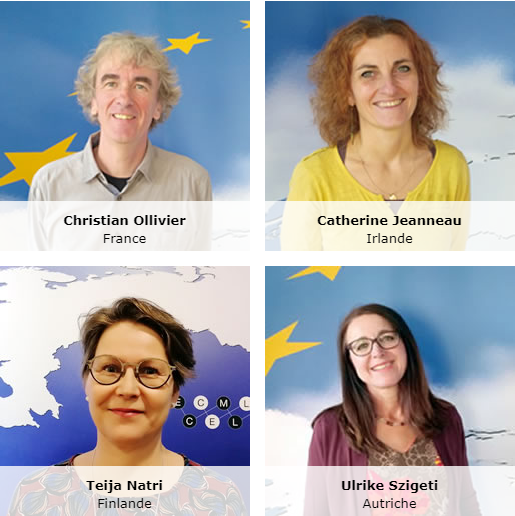 Christian Ollivier
France
Catherine Jeanneau
Irlande
E C M L
C E L
Teija Natri
Finlande
Ulrike Szigeti
Autriche